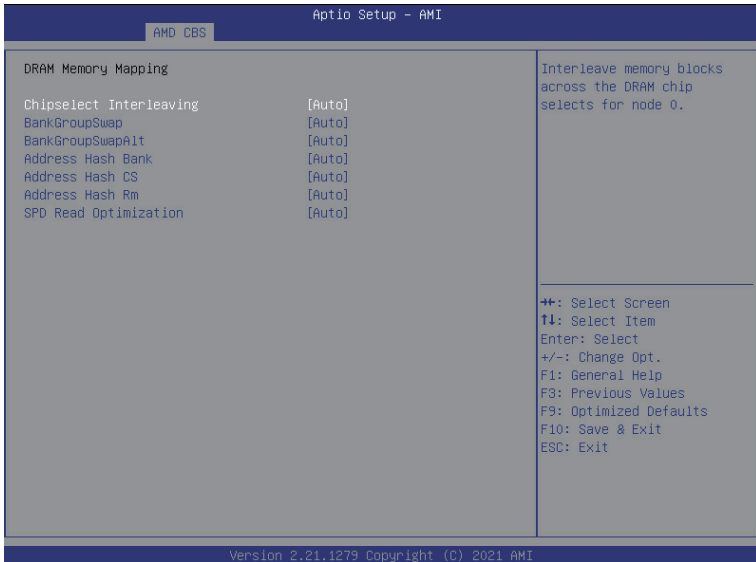 Aptio Setup - AMI
AMD CBS
DRAM Memory Mapping
Chipselect Interleaving [Auto]
BankGroupSwap [Auto]
BankGroupSwapAlt [Auto]
Address Hash Bank [Auto]
Address Hash CS [Auto]
Address Hash Rm [Auto]
SPD Read Optimization [Auto]
Interleave memory blocks
across the DRAM chip
selects for node 0.
→←: Select Screen
↑↓: Select Item
Enter: Select
+/-: Change Opt.
F1: General Help
F3: Previous Values
F9: Optimized Defaults
F10: Save & Exit
ESC: Exit
Version 2.21.1279 Copyright (C) 2021 AMI